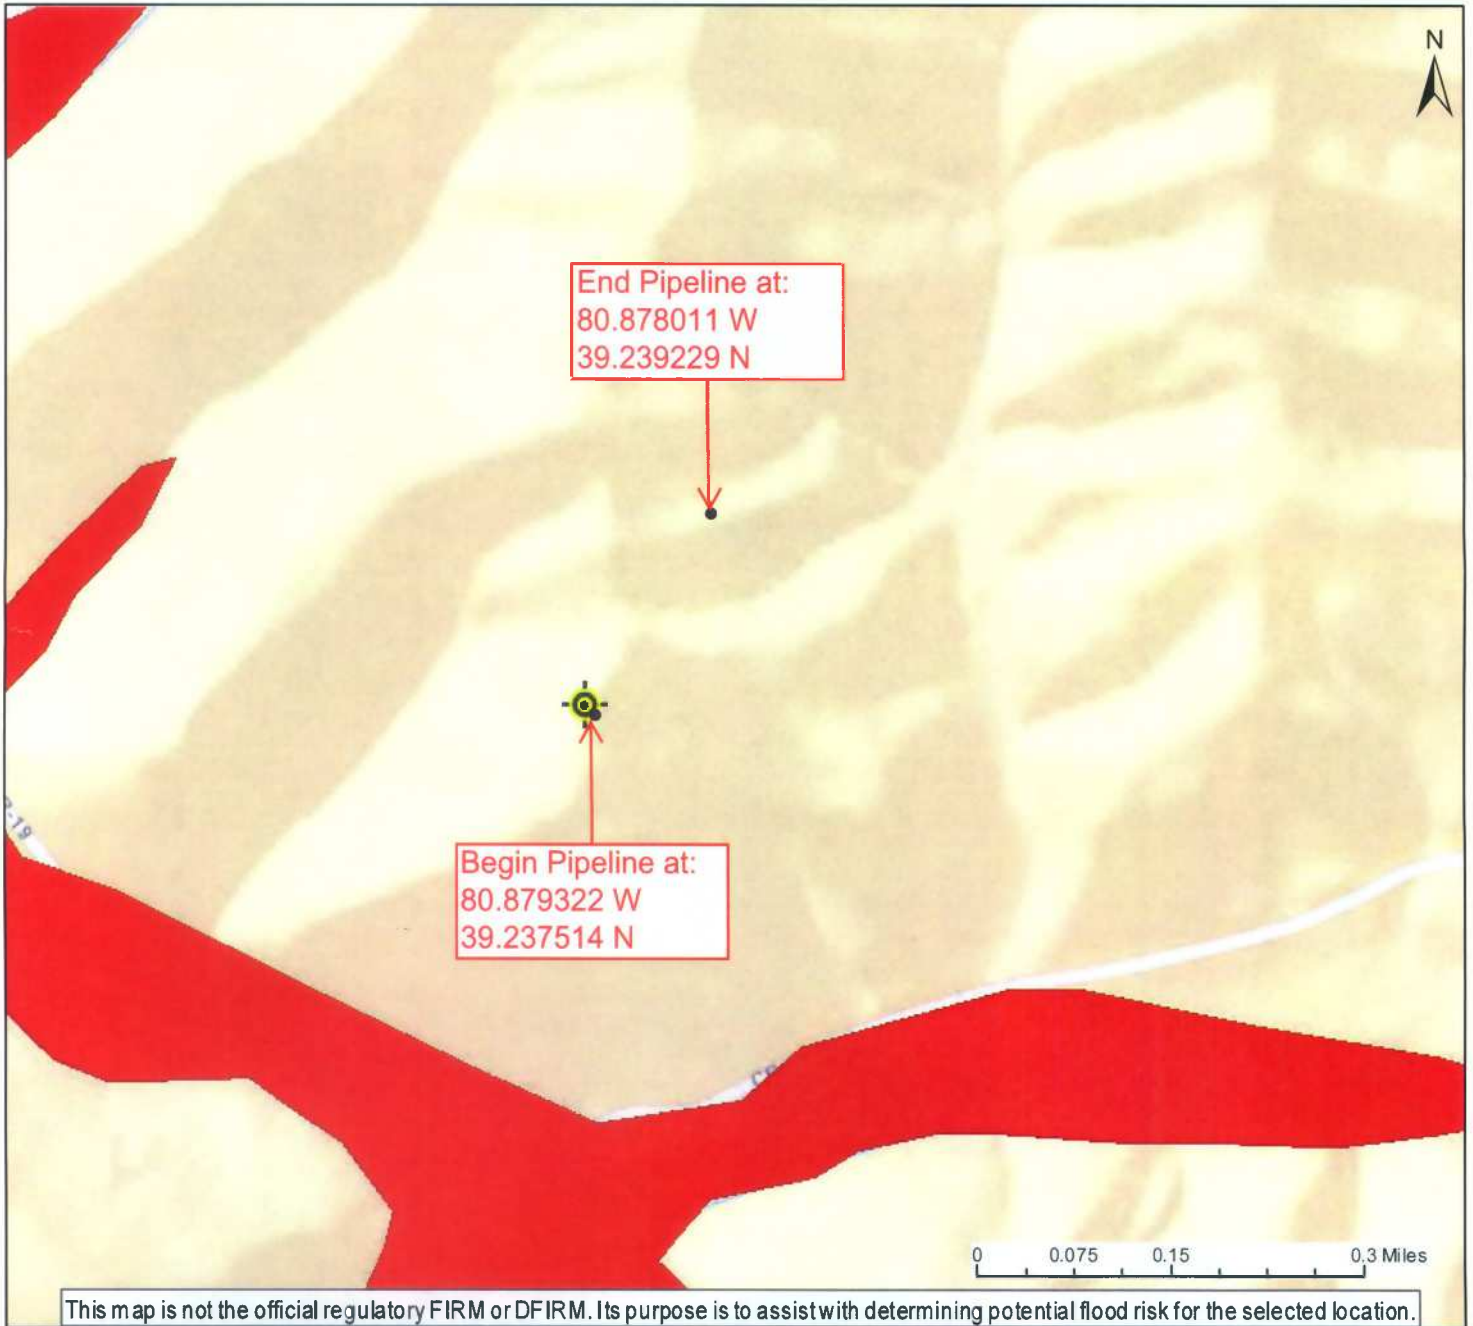 N
End Pipeline at:
80.878011 W
39.239229 N
Begin Pipeline at:
80.879322 W
39.237514 N
0 0.075 0.15 0.3 Miles
This map is not the official regulatory FIRM or DFIRM. Its purpose is to assist with determining potential flood risk for the selected location.